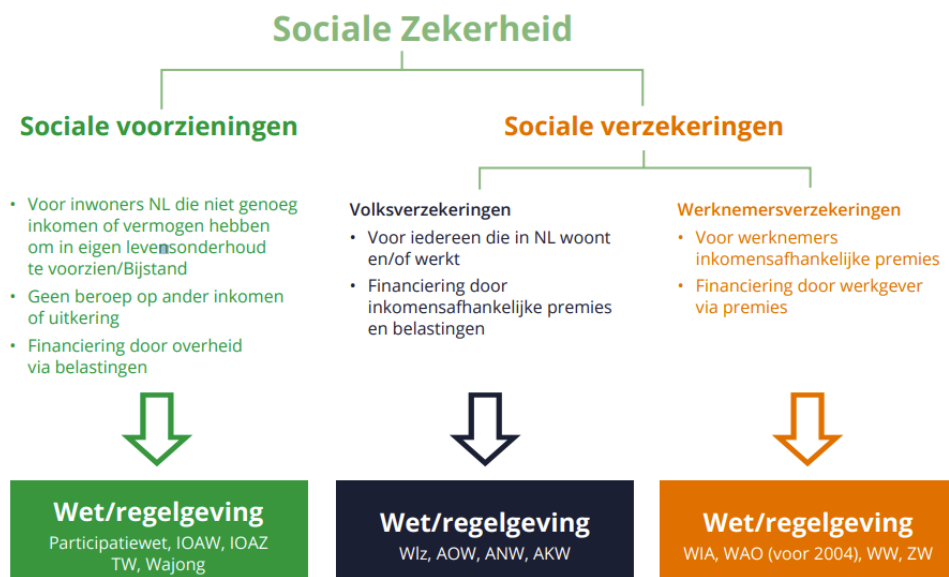 Sociale Zekerheid
Sociale voorzieningen
• Voor inwoners NL die niet genoeg
inkomen of vermogen hebben
om in eigen levensonderhoud
te voorzien/Bijstand
• Geen beroep op ander inkomen
of uitkering
• Financiering door overheid
via belastingen
Sociale verzekeringen
Volksverzekeringen
• Voor iedereen die in NL woont
en/of werkt
• Financiering door
inkomensafhankelijke premies
en belastingen
Werknemersverzekeringen
• Voor werknemers
inkomensafhankelijke premies
• Financiering door werkgever
via premies
Wet/regelgeving
Participatiewet, IOAW, IOAZ
TW, Wajong
Wet/regelgeving
Wlz, AOW, ANW, AKW
Wet/regelgeving
WIA, WAO (voor 2004), WW, ZW